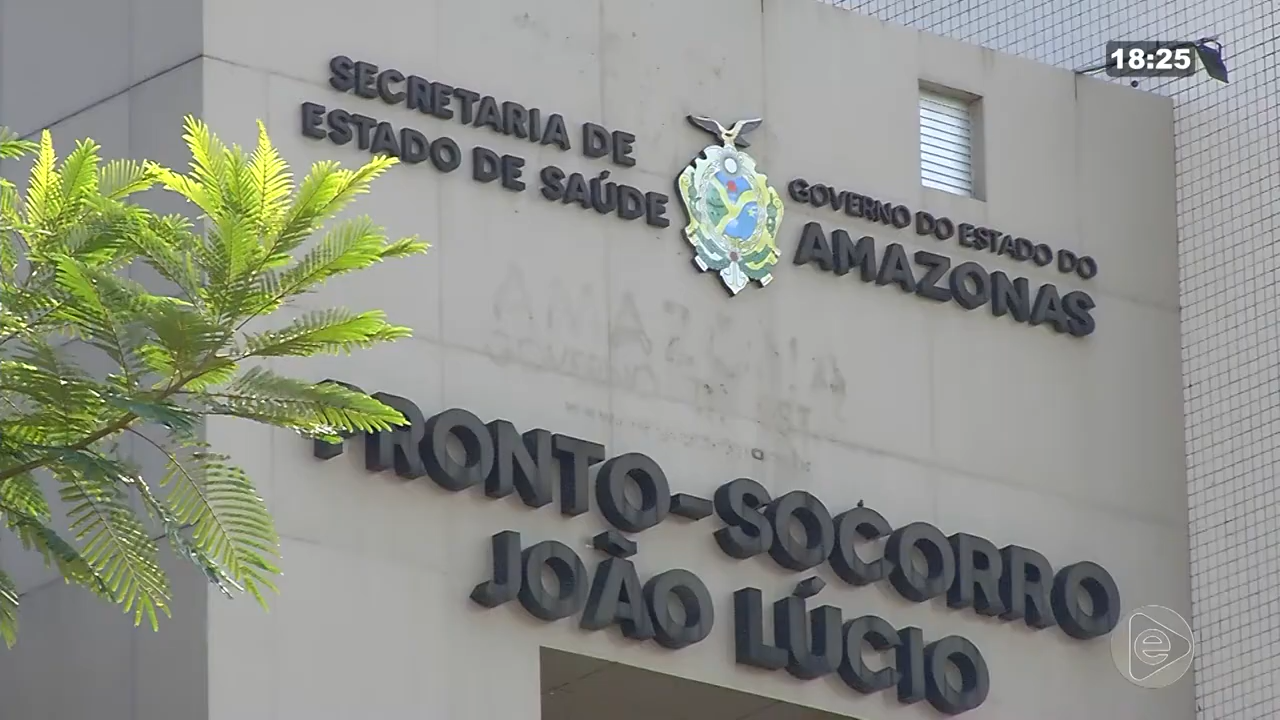 18:25
SECRETARIA DE
ESTADO DE SAÚDE
GOVERNO DO ESTADO DO
AMAZONAS
PRONTO-SOCORRO
JOÃO LÚCIO
e